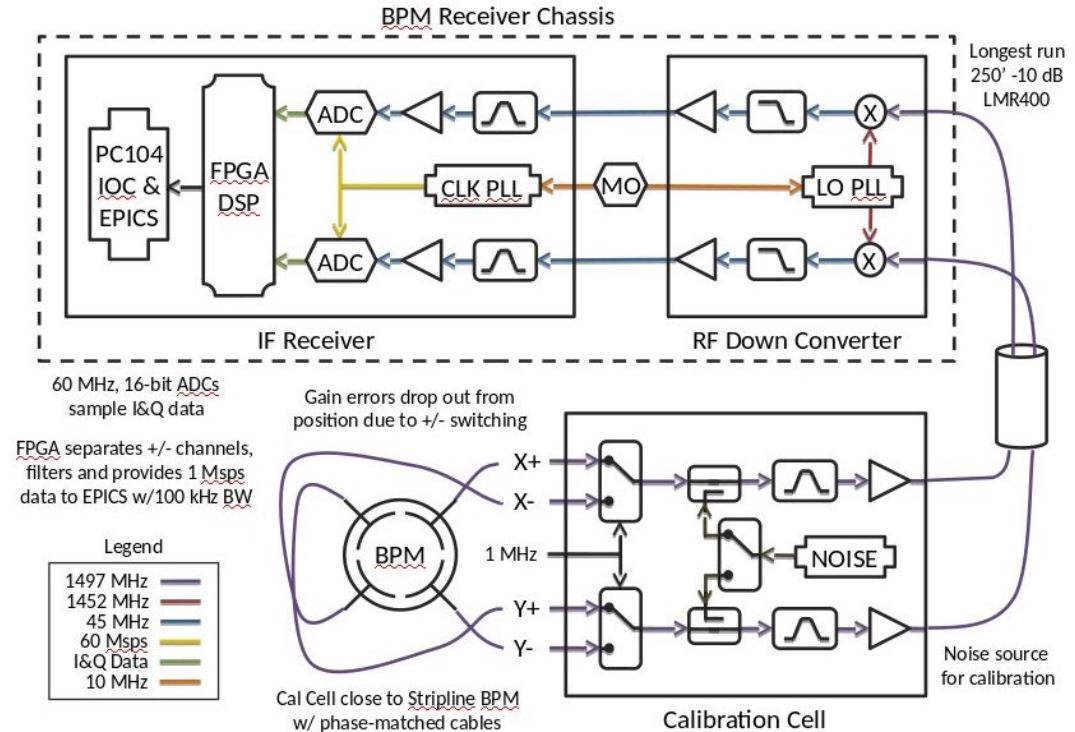 BPM Receiver Chassis
Longest run
250’ -10 dB
LMR400
ADC
X
PC104
IOC &
EPICS
FPGA
DSP
CLK PLL
MO
LO PLL
ADC
X
IF Receiver
RF Down Converter
60 MHz, 16-bit ADCs
sample I&Q data
FPGA separates +/- channels,
filters and provides 1 Msps
data to EPICS w/100 kHz BW
Gain errors drop out from
position due to +/- switching
X+
X-
BPM
1 MHz
NOISE
Y+
Y-
Legend
1497 MHz
1452 MHz
45 MHz
60 Msps
I&Q Data
10 MHz
Cal Cell close to Stripline BPM
w/ phase-matched cables
Noise source
for calibration
Calibration Cell